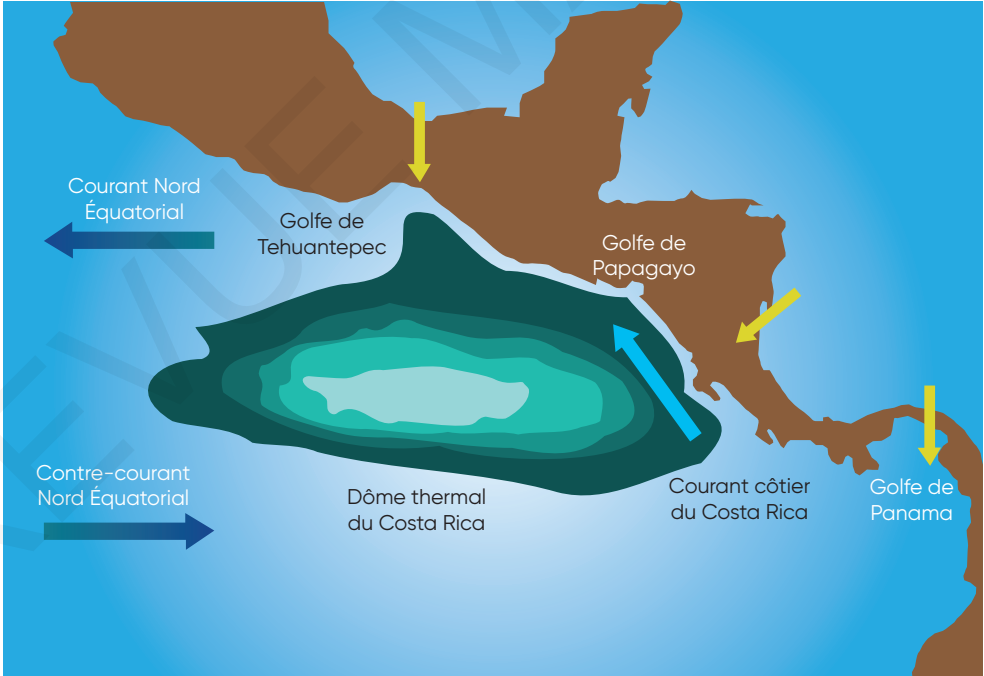 Courant Nord
Équatorial
Golfe de
Tehuantepec
Golfe de
Papagayo
Contre-courant
Nord Équatorial
Dôme thermal
du Costa Rica
Courant côtier
du Costa Rica
Golfe de
Panama